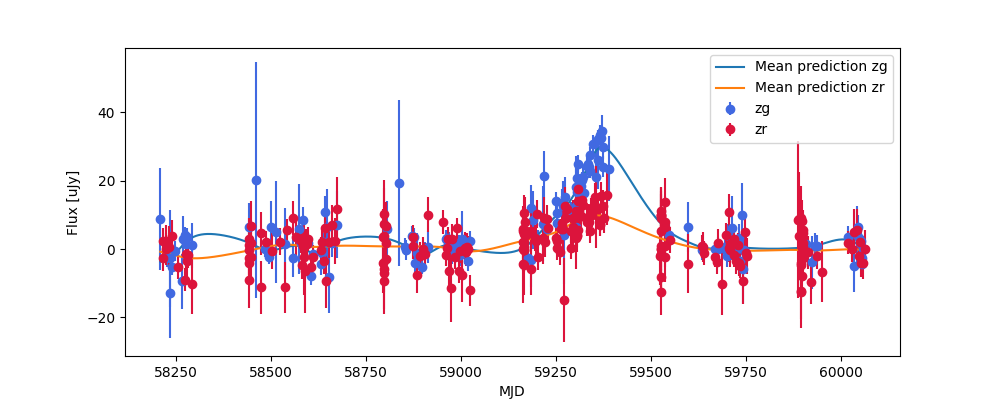 Mean prediction zg
Mean prediction zr
zg
zr
Flux [uJy]
40
20
0
−20
58250 58500 58750 59000 59250 59500 59750 60000
MJD